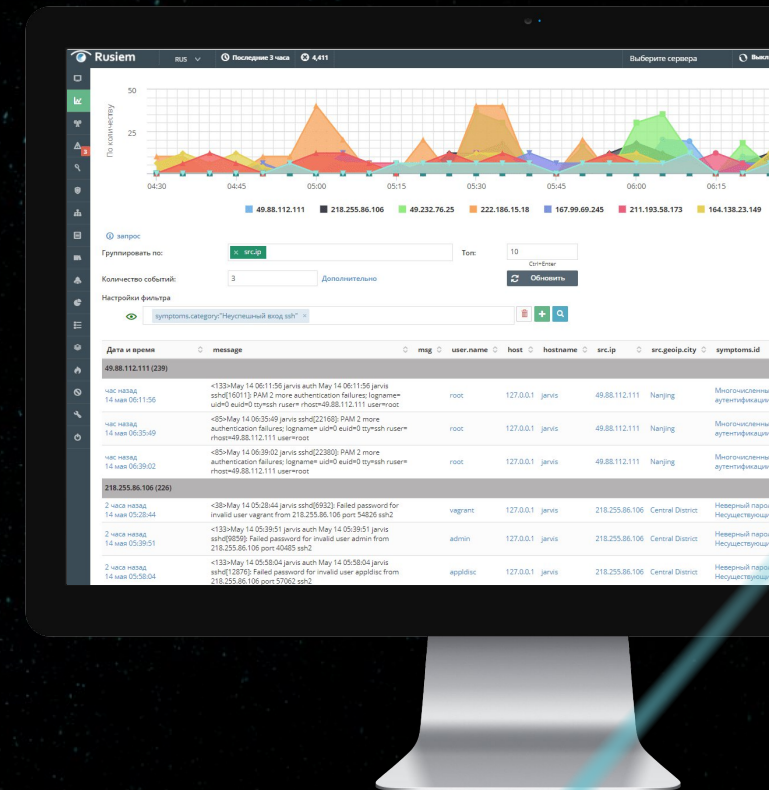 Rusiem RUS Последние 3 часа 4,411 Выберите сервера Выкл
50
25
По количеству
04:30 04:45 05:00 05:15 05:30 05:45 06:00 06:15
49.88.112.111 218.255.86.106 49.232.76.25 222.186.15.18 167.99.69.245 211.193.58.173 164.138.23.149
запрос
Группировать по: × src.ip Топ: 10
Ctrl+Enter
Количество событий: 3 Дополнительно Обновить
Настройки фильтра
symptoms.category:"Неуспешный вход ssh" ×
3
Дата и время message msg user.name host hostname src.ip src.geoip.city symptoms.id
49.88.112.111 (239)
час назад
14 мая 06:11:56
<133>May 14 06:11:56 jarvis auth May 14 06:11:56 jarvis
sshd[16011]: PAM 2 more authentication failures; logname=
uid=0 euid=0 tty=ssh ruser= rhost=49.88.112.111 user=root
root 127.0.0.1 jarvis 49.88.112.111 Nanjing
Многочисленны
аутентификации
час назад
14 мая 06:35:49
<85>May 14 06:35:49 jarvis sshd[22168]: PAM 2 more
authentication failures; logname= uid=0 euid=0 tty=ssh ruser=
rhost=49.88.112.111 user=root
root 127.0.0.1 jarvis 49.88.112.111 Nanjing
Многочисленны
аутентификации
час назад
14 мая 06:39:02
<85>May 14 06:39:02 jarvis sshd[22380]: PAM 2 more
authentication failures; logname= uid=0 euid=0 tty=ssh ruser=
rhost=49.88.112.111 user=root
root 127.0.0.1 jarvis 49.88.112.111 Nanjing
Многочисленны
аутентификации
218.255.86.106 (226)
2 часа назад
14 мая 05:28:44
<38>May 14 05:28:44 jarvis sshd[6932]: Failed password for
invalid user vagrant from 218.255.86.106 port 54826 ssh2
vagrant 127.0.0.1 jarvis 218.255.86.106 Central District
Неверный парол
Несуществующи
2 часа назад
14 мая 05:39:51
<133>May 14 05:39:51 jarvis auth May 14 05:39:51 jarvis
sshd[9859]: Failed password for invalid user admin from
218.255.86.106 port 40485 ssh2
admin 127.0.0.1 jarvis 218.255.86.106 Central District
Неверный парол
Несуществующи
2 часа назад
14 мая 05:58:04
<133>May 14 05:58:04 jarvis auth May 14 05:58:04 jarvis
sshd[12876]: Failed password for invalid user appldisc from
218.255.86.106 port 57062 ssh2
appldisc 127.0.0.1 jarvis 218.255.86.106 Central District
Неверный парол
Несуществующи